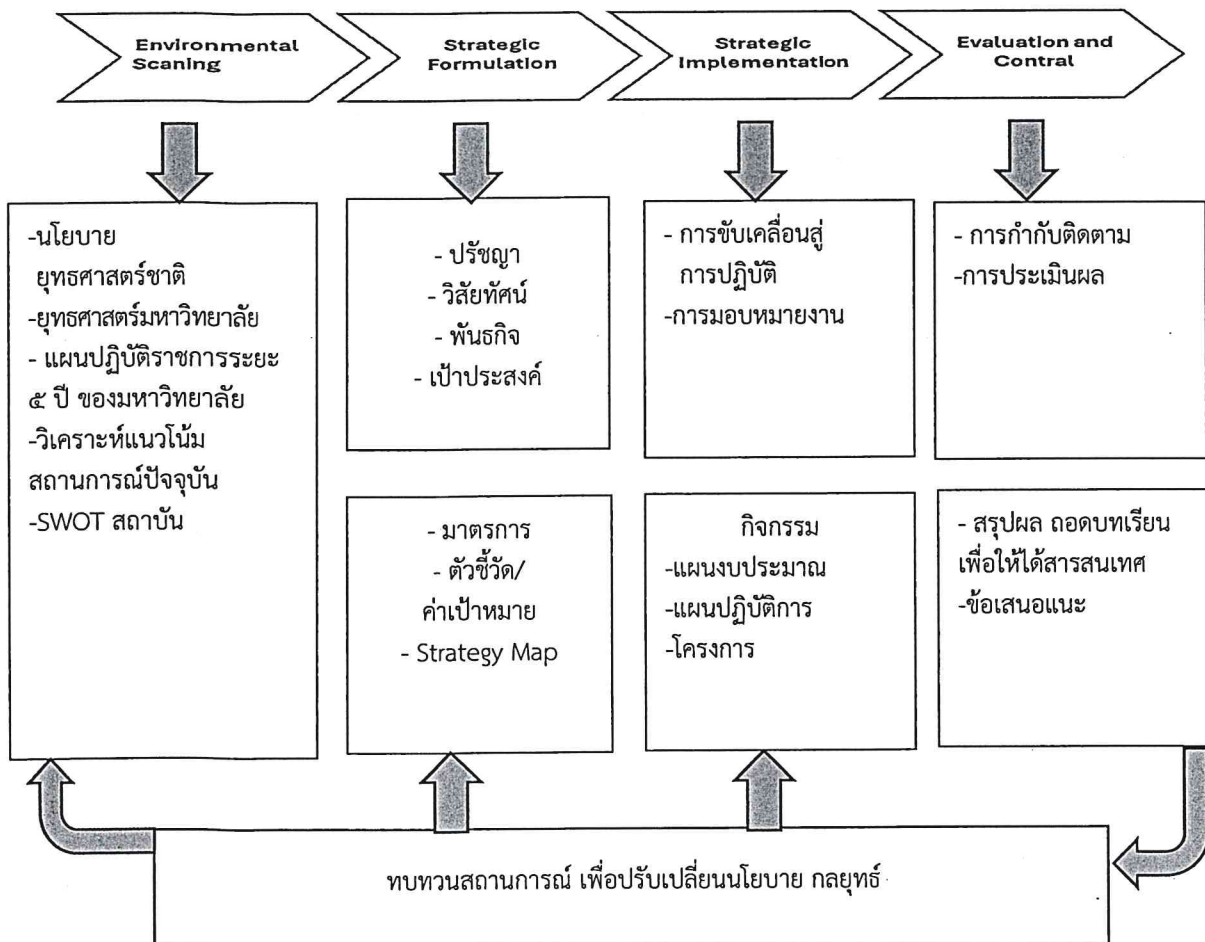 Environmental
Scaning
Strategic
Formulation
Strategic
Implementation
Evaluation and
Contral
-นโยบาย
ยุทธศาสตร์ชาติ
-ยุทธศาสตร์มหาวิทยาลัย
- แผนปฏิบัติราชการระยะ
๕ ปี ของมหาวิทยาลัย
-วิเคราะห์แนวโน้ม
สถานการณ์ปัจจุบัน
-SWOT สถาบัน
- ปรัชญา
- วิสัยทัศน์
- พันธกิจ
- เป้าประสงค์
- การขับเคลื่อนสู่
การปฏิบัติ
-การมอบหมายงาน
- การกำกับติดตาม
-การประเมินผล
- มาตรการ
- ตัวชี้วัด/
ค่าเป้าหมาย
- Strategy Map
กิจกรรม
-แผนงบประมาณ
-แผนปฏิบัติการ
-โครงการ
- สรุปผล ถอดบทเรียน
เพื่อให้ได้สารสนเทศ
-ข้อเสนอแนะ
ทบทวนสถานการณ์ เพื่อปรับเปลี่ยนนโยบาย กลยุทธ์